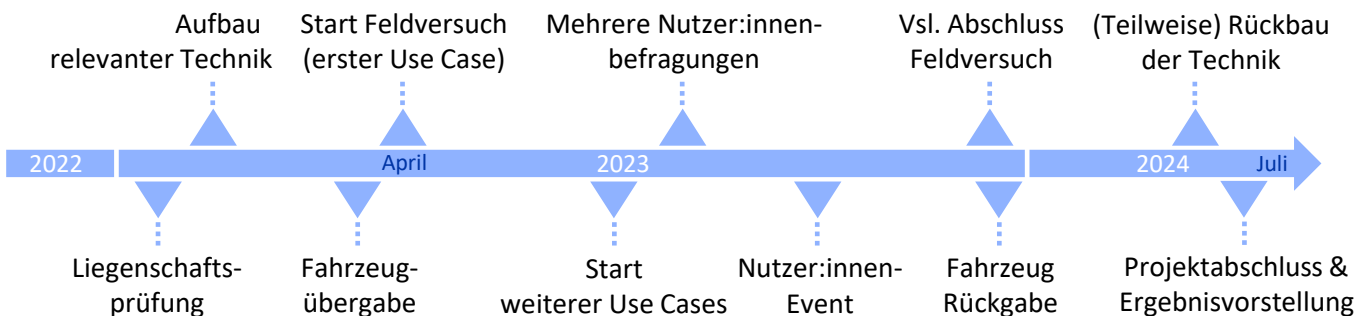 Aufbau
relevanter Technik
Start Feldversuch
(erster Use Case)
Mehrere Nutzer:innen-
befragungen
Vsl. Abschluss
Feldversuch
(Teilweise) Rückbau
der Technik
2022
April
2023
2024
Juli
Liegenschafts-
prüfung
Fahrzeug-
übergabe
Start
weiterer Use Cases
Nutzer:innen-
Event
Fahrzeug
Rückgabe
Projektabschluss &
Ergebnisvorstellung